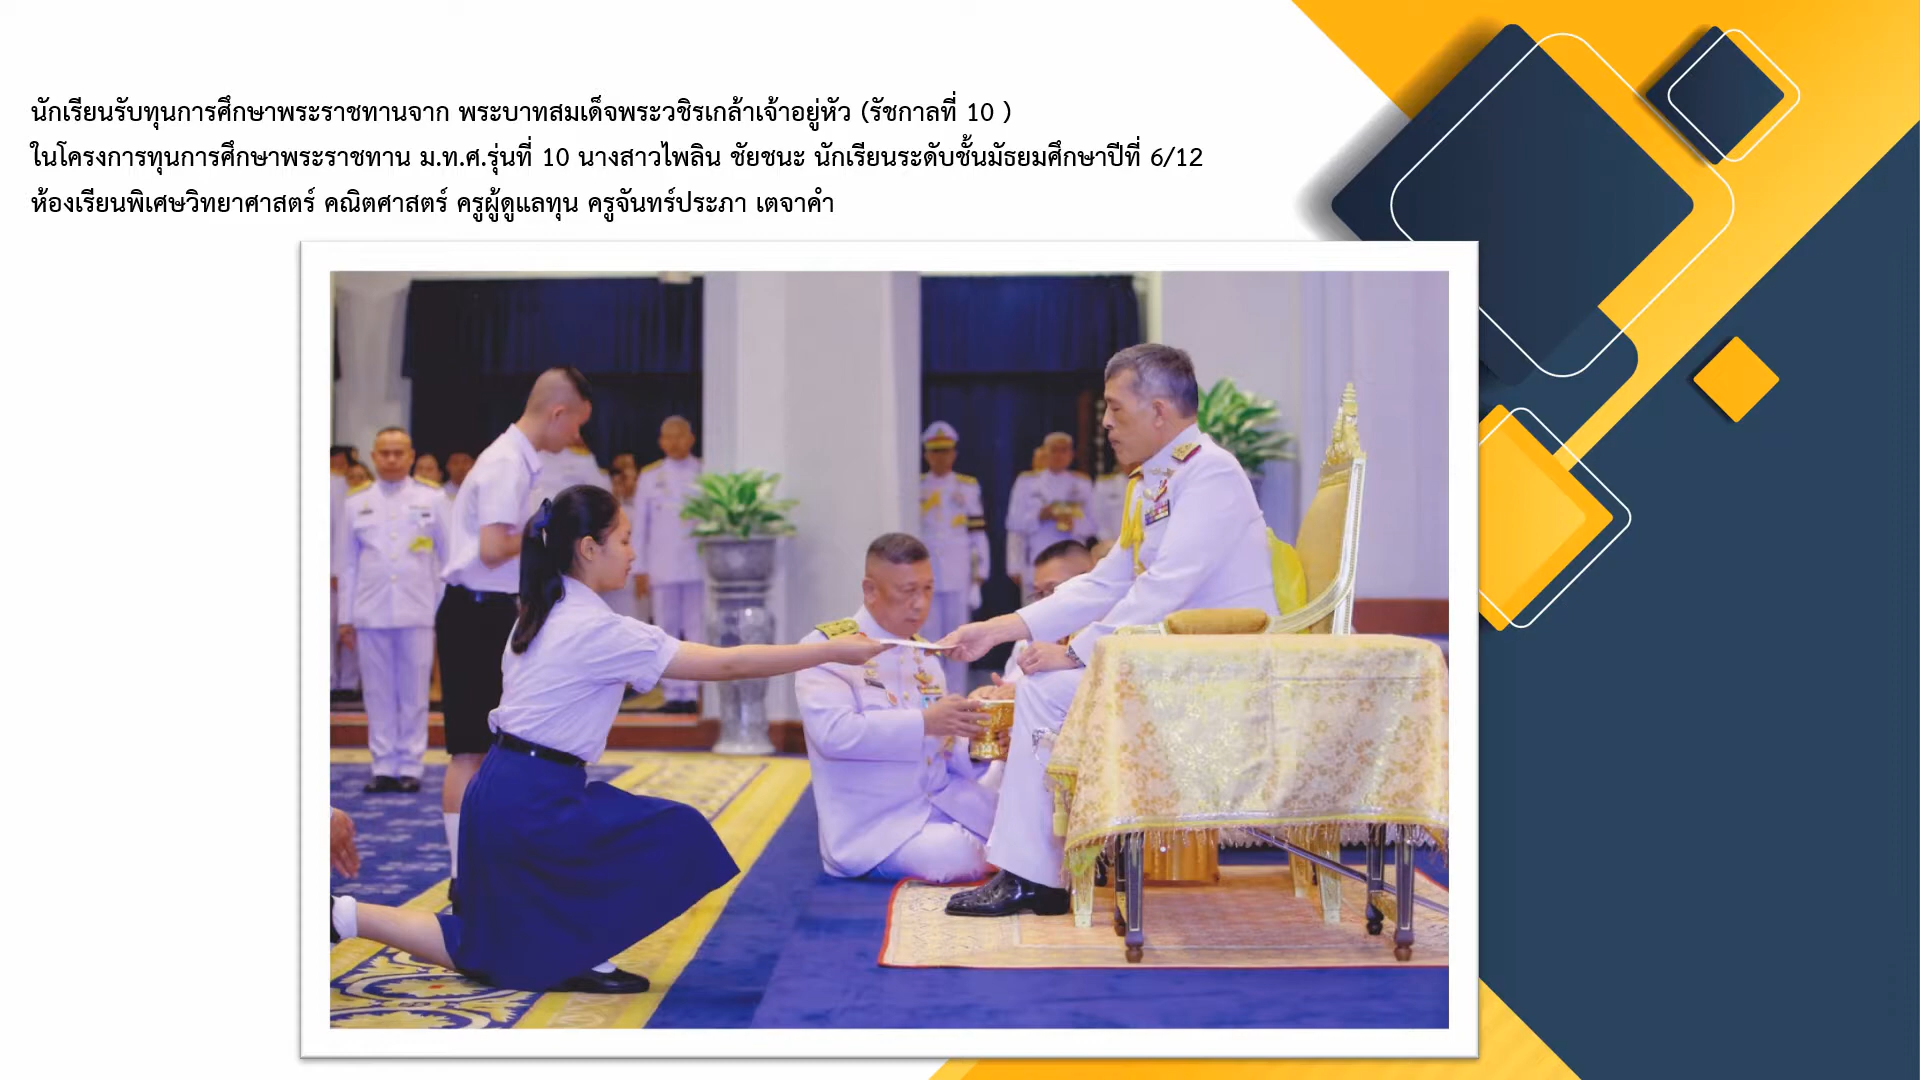 นักเรียนรับทุนการศึกษาพระราชทานจาก พระบาทสมเด็จพระวชิรเกล้าเจ้าอยู่หัว (รัชกาลที่ 10 )
ในโครงการทุนการศึกษาพระราชทาน ม.ท.ศ.รุ่นที่ 10 นางสาวไพลิน ชัยชนะ นักเรียนระดับชั้นมัธยมศึกษาปีที่ 6/12
ห้องเรียนพิเศษวิทยาศาสตร์ คณิตศาสตร์ ครูผู้ดูแลทุน ครูจันทร์ประภา เตจาคำ